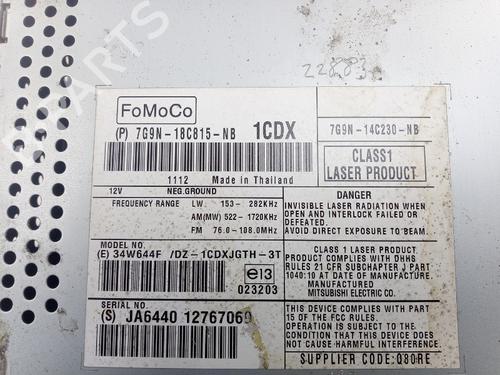 22883
FoMoCo
(P) 7G9N-18C815-NB 1CDX
7G9N-14C230-NB
CLASS1
LASER PRODUCT
1112 Made in Thailand
12V NEG.GROUND
FREQUENCY RANGE LW. 153- 282KHz
AM(MW) 522-1720KHz
FM 76.0-108.0MHz
DANGER
INVISIBLE LASER RADIATION WHEN
OPEN AND INTERLOCK FAILED OR
DEFEATED.
AVOID DIRECT EXPOSURE TO BEAM.
MODEL NO.
(E) 34W644F /DZ-1CDXJGTH-3T
e13
023203
CLASS 1 LASER PRODUCT.
PRODUCT COMPLIES WITH DHHS
RULES 21 CFR SUBCHAPTER J PART
1040:10 AT DATE OF MANUFACTURE.
MANUFACTURED
MITSUBISHI ELECTRIC CO.
SERIAL NO.
(S) JA6440 12767069
THIS DEVICE COMPLIES WITH PART
15 OF THE FCC RULES.
OPERATION IS SUBJECT TO THE
CONDITION THAT THIS DEVICE DOES
NOT CAUSE HARMFUL INTERFERENCE.
SUPPLIER CODE:Q80RE